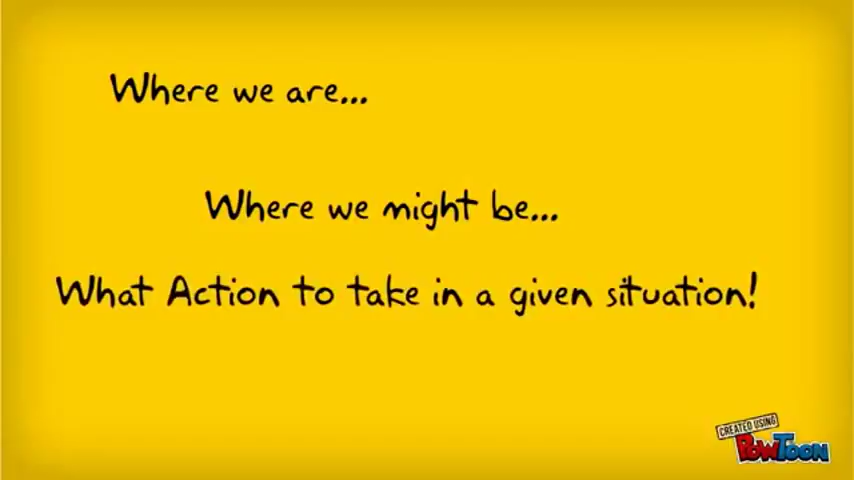 Where we are...
Where we might be...
What Action to take in a given situation!
CREATED USING
POWTOON